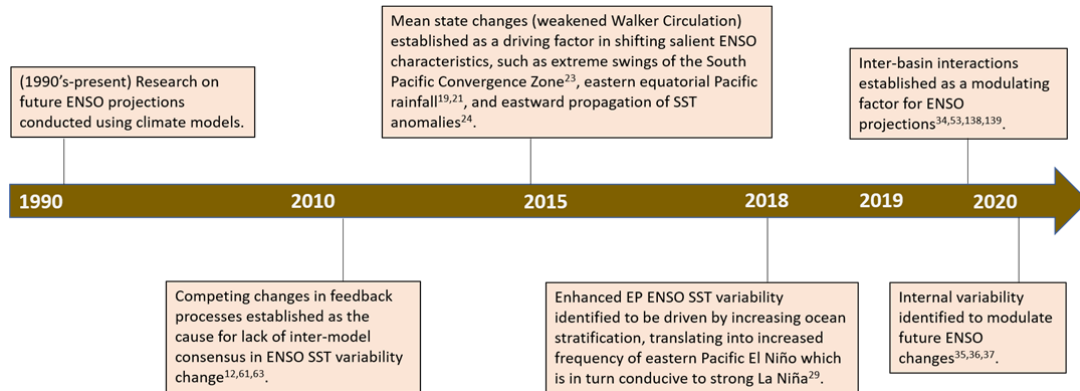 Mean state changes (weakened Walker Circulation)
established as a driving factor in shifting salient ENSO
characteristics, such as extreme swings of the South
Pacific Convergence Zone23, eastern equatorial Pacific
rainfall19,21, and eastward propagation of SST
anomalies24.
(1990's-present) Research on
future ENSO projections
conducted using climate models.
Inter-basin interactions
established as a modulating
factor for ENSO
projections34,53,138,139.
1990 2010 2015 2018 2019 2020
Competing changes in feedback
processes established as the
cause for lack of inter-model
consensus in ENSO SST variability
change12,61,63.
Enhanced EP ENSO SST variability
identified to be driven by increasing ocean
stratification, translating into increased
frequency of eastern Pacific El Niño which
is in turn conducive to strong La Niña29.
Internal variability
identified to modulate
future ENSO
changes35,36,37.